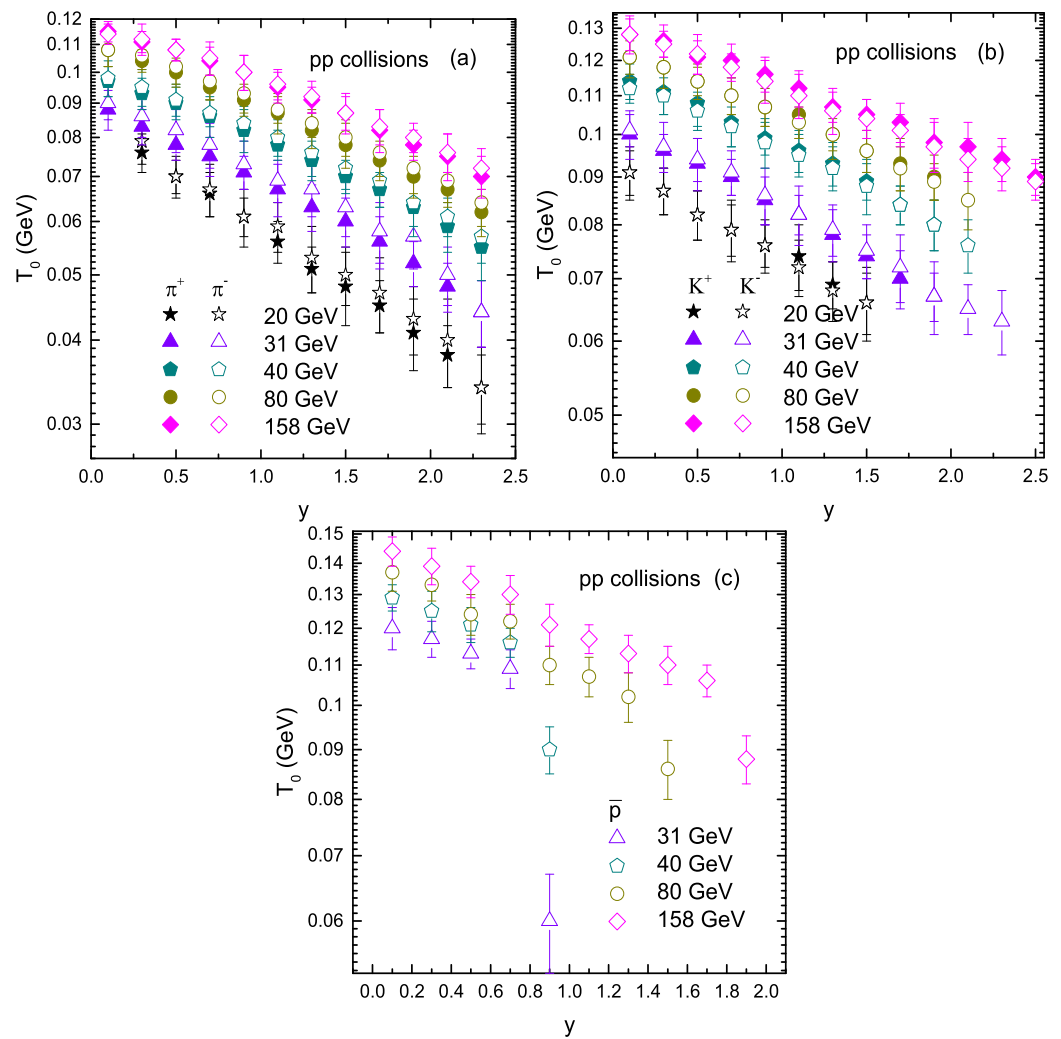 0.12
0.11
0.1
0.09
0.08
0.07
0.06
0.05
0.04
0.03
T₀ (GeV)
pp collisions (a)
π⁺ π⁻
20 GeV
31 GeV
40 GeV
80 GeV
158 GeV
0.0 0.5 1.0 1.5 2.0 2.5
y
0.13
0.12
0.11
0.1
0.09
0.08
0.07
0.06
0.05
T₀ (GeV)
pp collisions (b)
K⁺ K⁻
20 GeV
31 GeV
40 GeV
80 GeV
158 GeV
0.0 0.5 1.0 1.5 2.0 2.5
y
0.15
0.14
0.13
0.12
0.11
0.1
0.09
0.08
0.07
0.06
T₀ (GeV)
pp collisions (c)
p̅
31 GeV
40 GeV
80 GeV
158 GeV
0.0 0.2 0.4 0.6 0.8 1.0 1.2 1.4 1.6 1.8 2.0
y